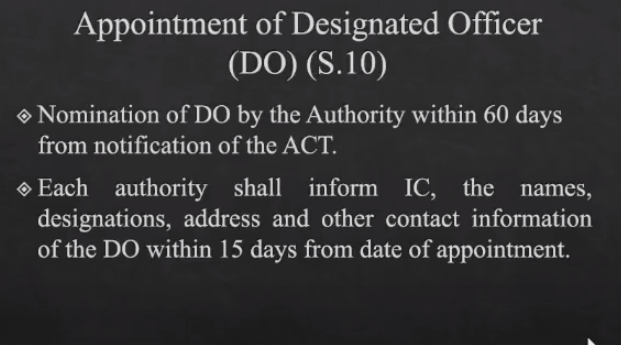 Appointment of Designated Officer
(DO) (S.10)
Nomination of DO by the Authority within 60 days
from notification of the ACT.
Each authority shall inform IC, the names,
designations, address and other contact information
of the DO within 15 days from date of appointment.